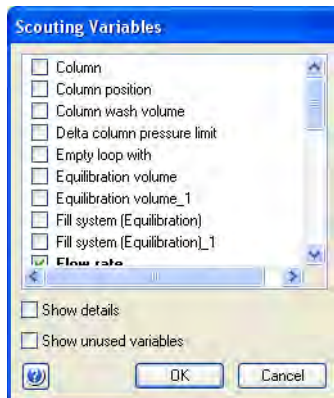 Scouting Variables
Column
Column position
Column wash volume
Delta column pressure limit
Empty loop with
Equilibration volume
Equilibration volume_1
Fill system (Equilibration)
Fill system (Equilibration)_1
Flow rate
Show details
Show unused variables
OK Cancel